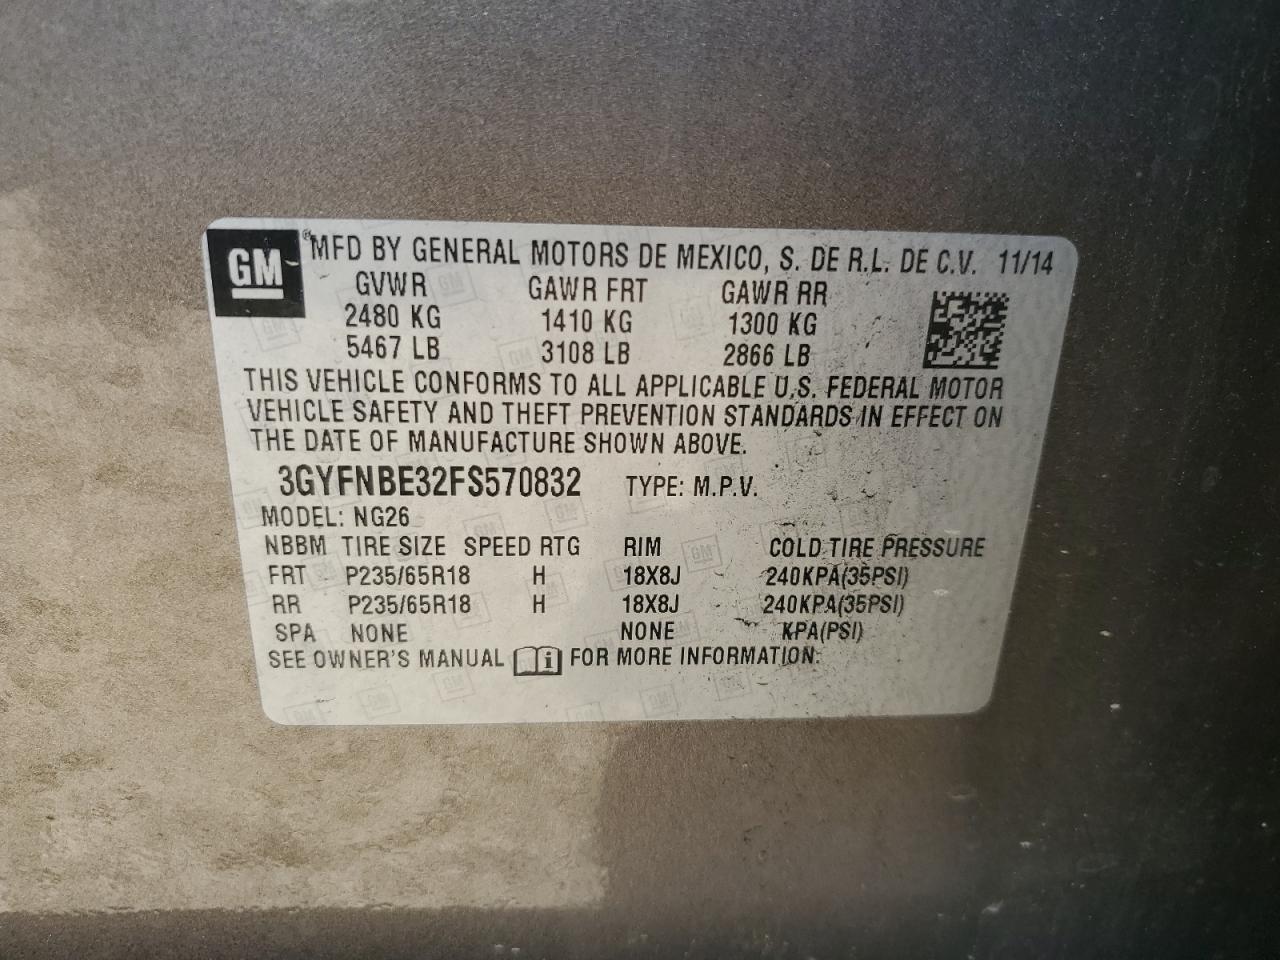 GM
®MFD BY GENERAL MOTORS DE MEXICO, S. DE R.L. DE C.V. 11/14
GVWR GAWR FRT GAWR RR
2480 KG 1410 KG 1300 KG
5467 LB 3108 LB 2866 LB
THIS VEHICLE CONFORMS TO ALL APPLICABLE U.S. FEDERAL MOTOR
VEHICLE SAFETY AND THEFT PREVENTION STANDARDS IN EFFECT ON
THE DATE OF MANUFACTURE SHOWN ABOVE.
3GYFNBE32FS570832 TYPE: M.P.V.
MODEL: NG26
NBBM TIRE SIZE SPEED RTG RIM COLD TIRE PRESSURE
FRT P235/65R18 H 18X8J 240KPA(35PSI)
RR P235/65R18 H 18X8J 240KPA(35PSI)
SPA NONE NONE KPA(PSI)
SEE OWNER'S MANUAL i FOR MORE INFORMATION.